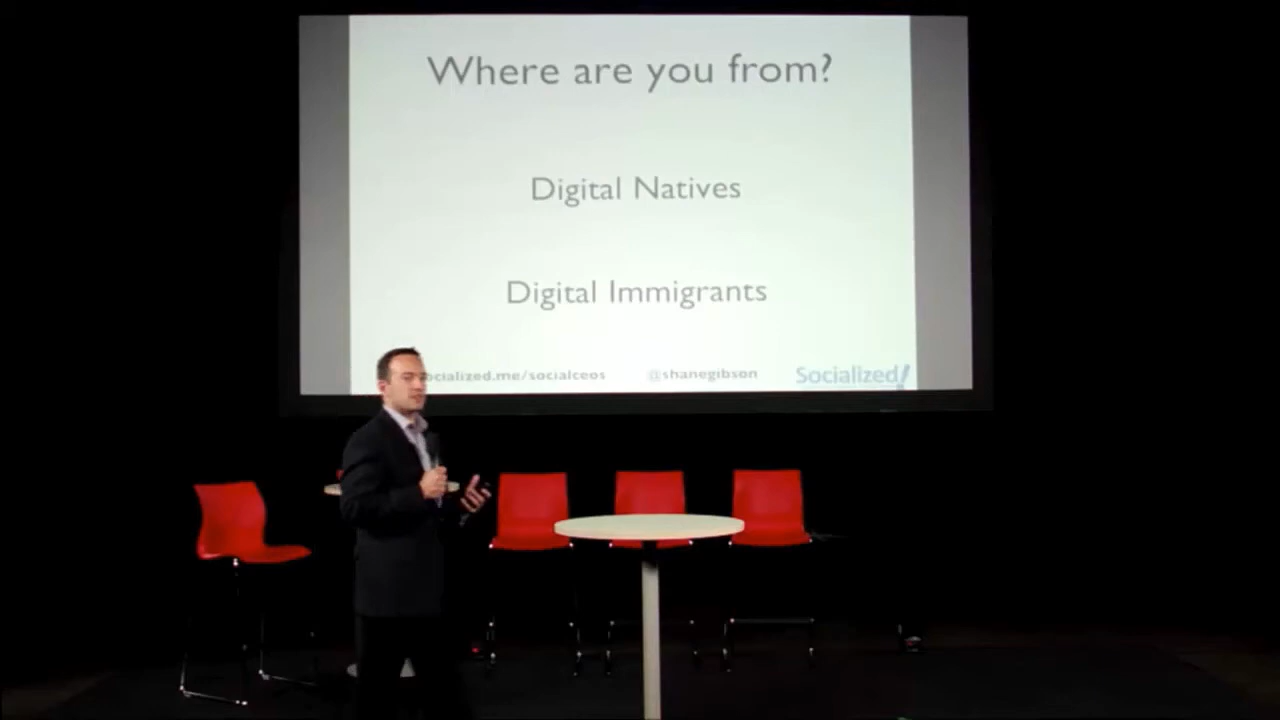 Where are you from?
Digital Natives
Digital Immigrants
ocialized.me/socialceos @shanegibson Socialized!